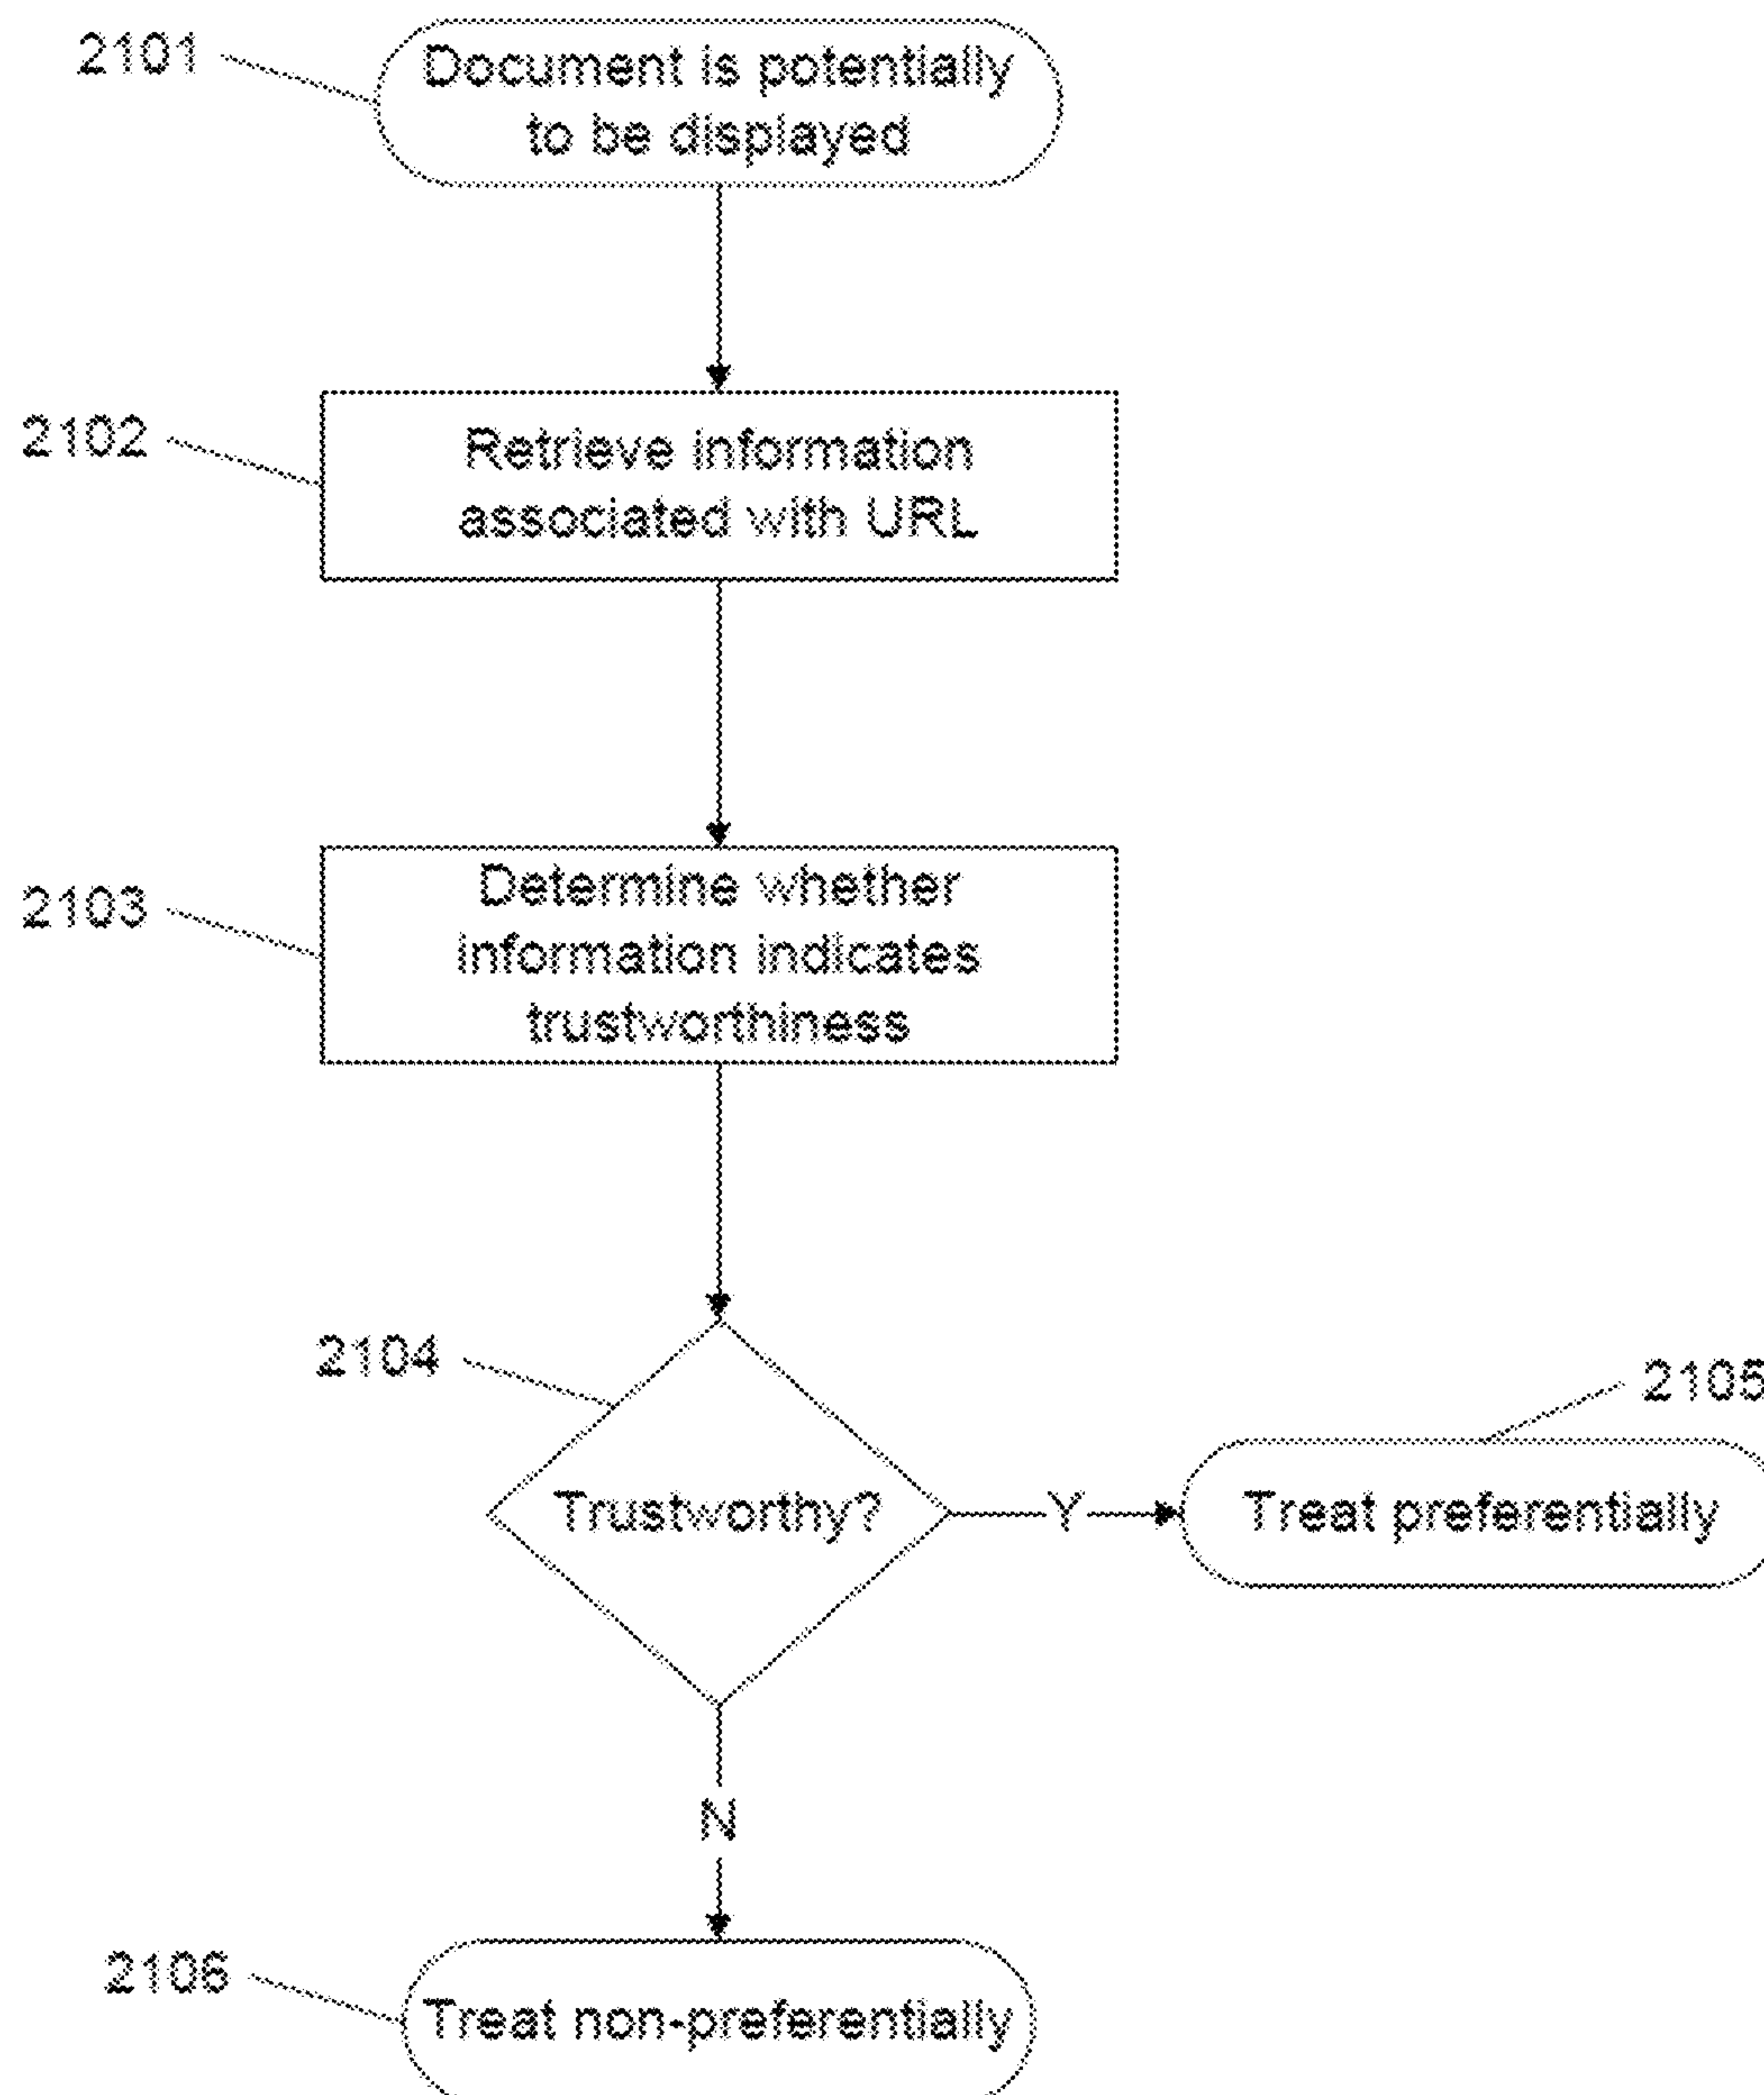 2101
Document is potentially
to be displayed
2102
Retrieve information
associated with URL
2103
Determine whether
information indicates
trustworthiness
2104
Trustworthy?
Y
2105
Treat preferentially
N
2106
Treat non-preferentially